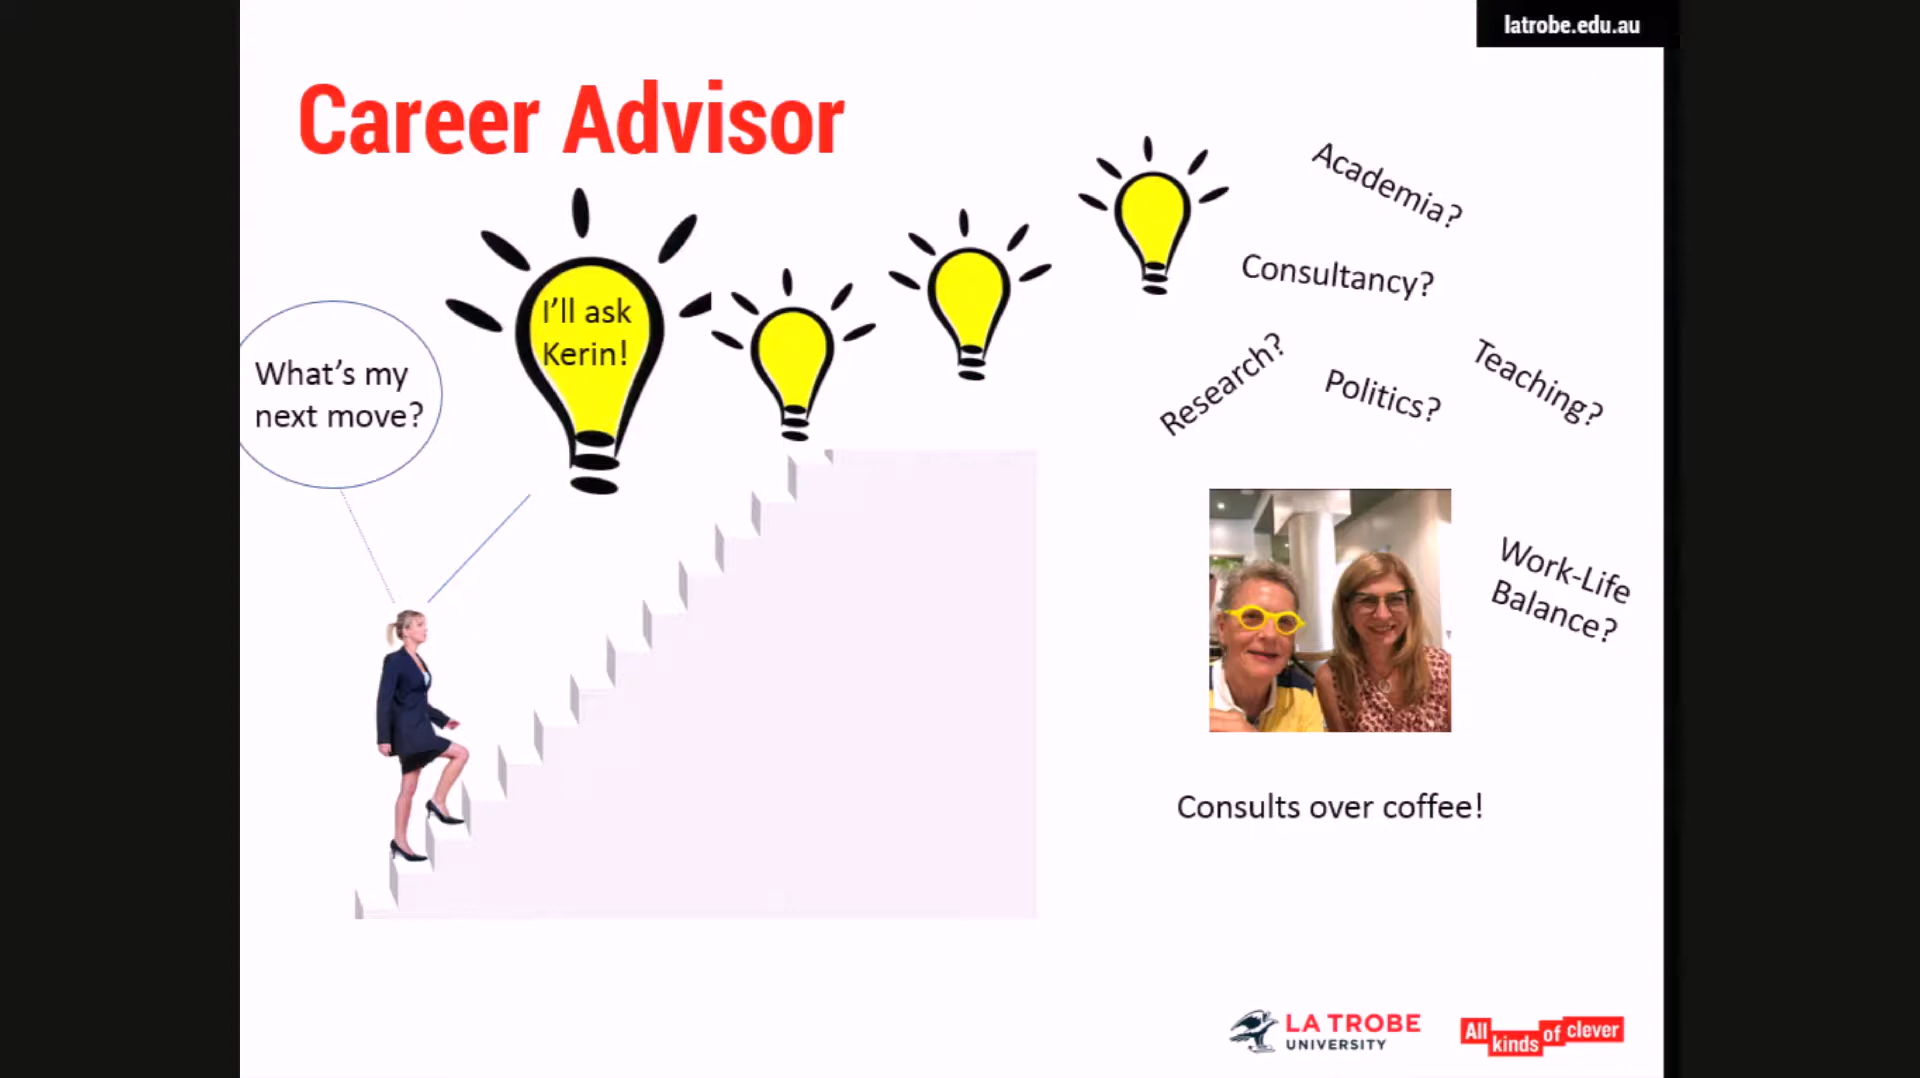 latrobe.edu.au
Career Advisor
Academia?
Consultancy?
I'll ask
Kerin!
What's my
next move?
Research?
Politics?
Teaching?
Work-Life
Balance?
Consults over coffee!
LA TROBE
UNIVERSITY
All kinds of clever